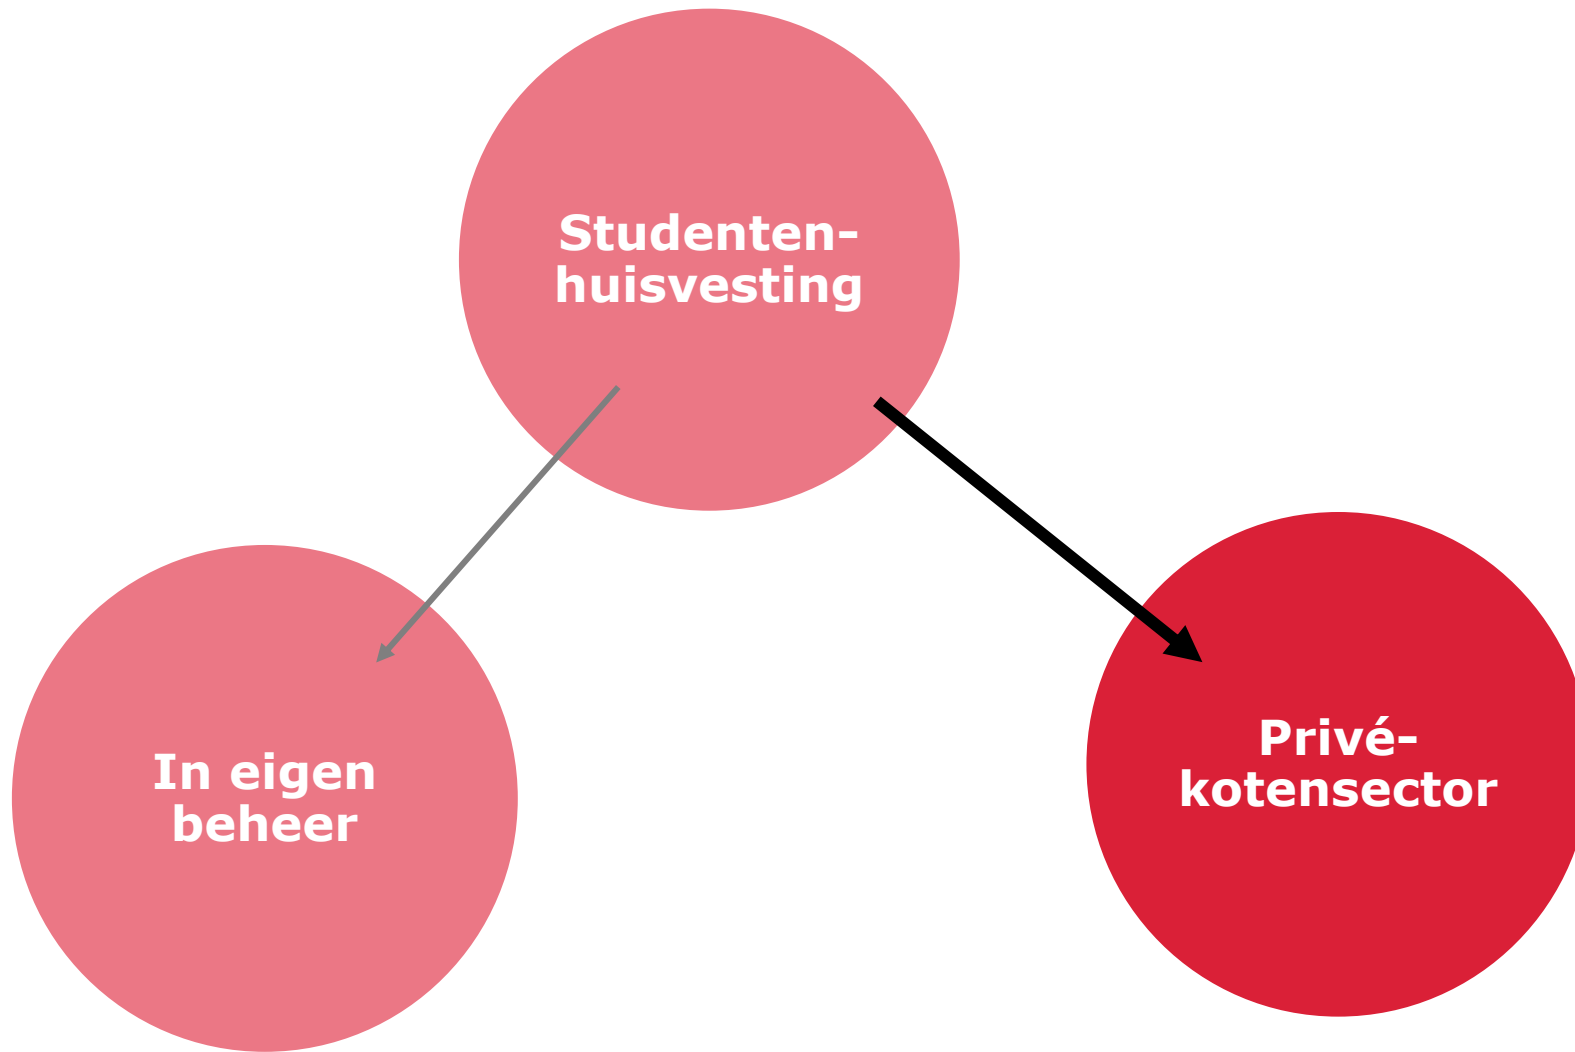 Studenten-
huisvesting
In eigen
beheer
Privé-
kotensector